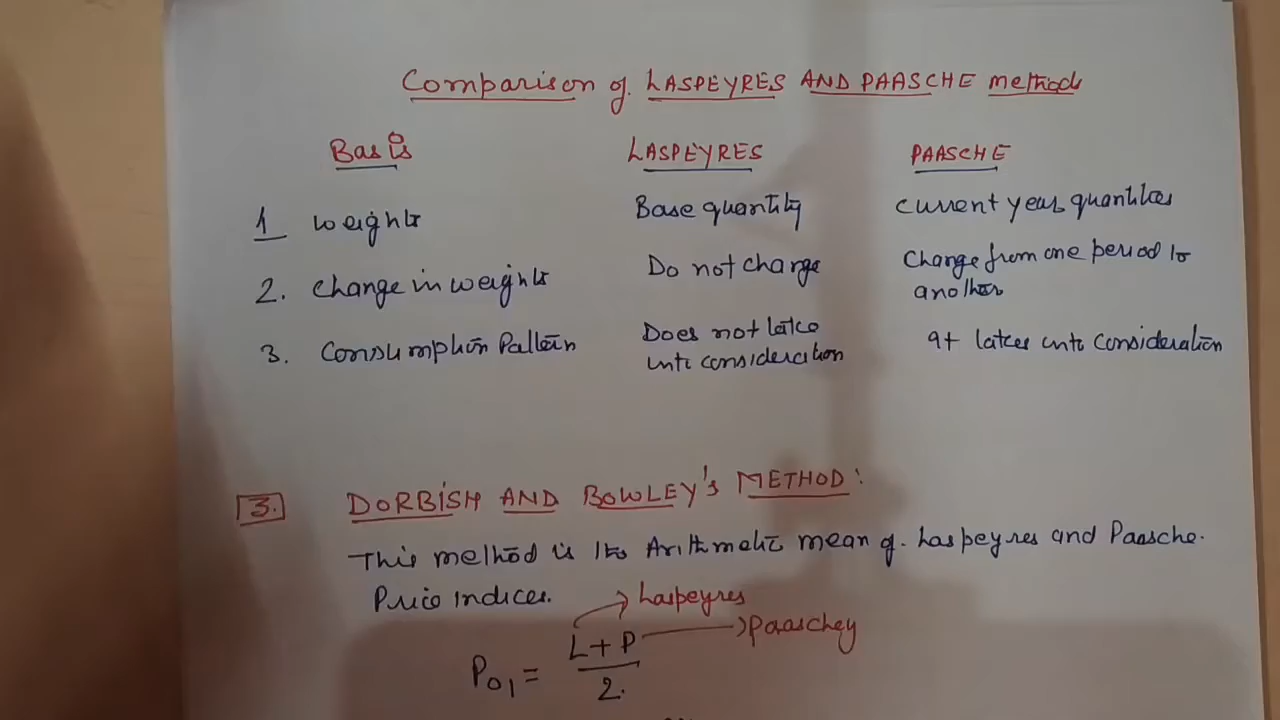 Comparison of LASPEYRES AND PAASCHE method
Basis LASPEYRES PAASCHE
1 weights Base quantity current year quantities
2. change in weights Do not change Change from one period to
another
3. Consumption Pattern Does not take
into consideration It takes into consideration
3. DORBISH AND BOWLEY'S METHOD:
This method is the Arithmetic mean of Laspeyres and Paasche.
Price indices.
Laspeyres
Paaschey
P01 = L+P
2.